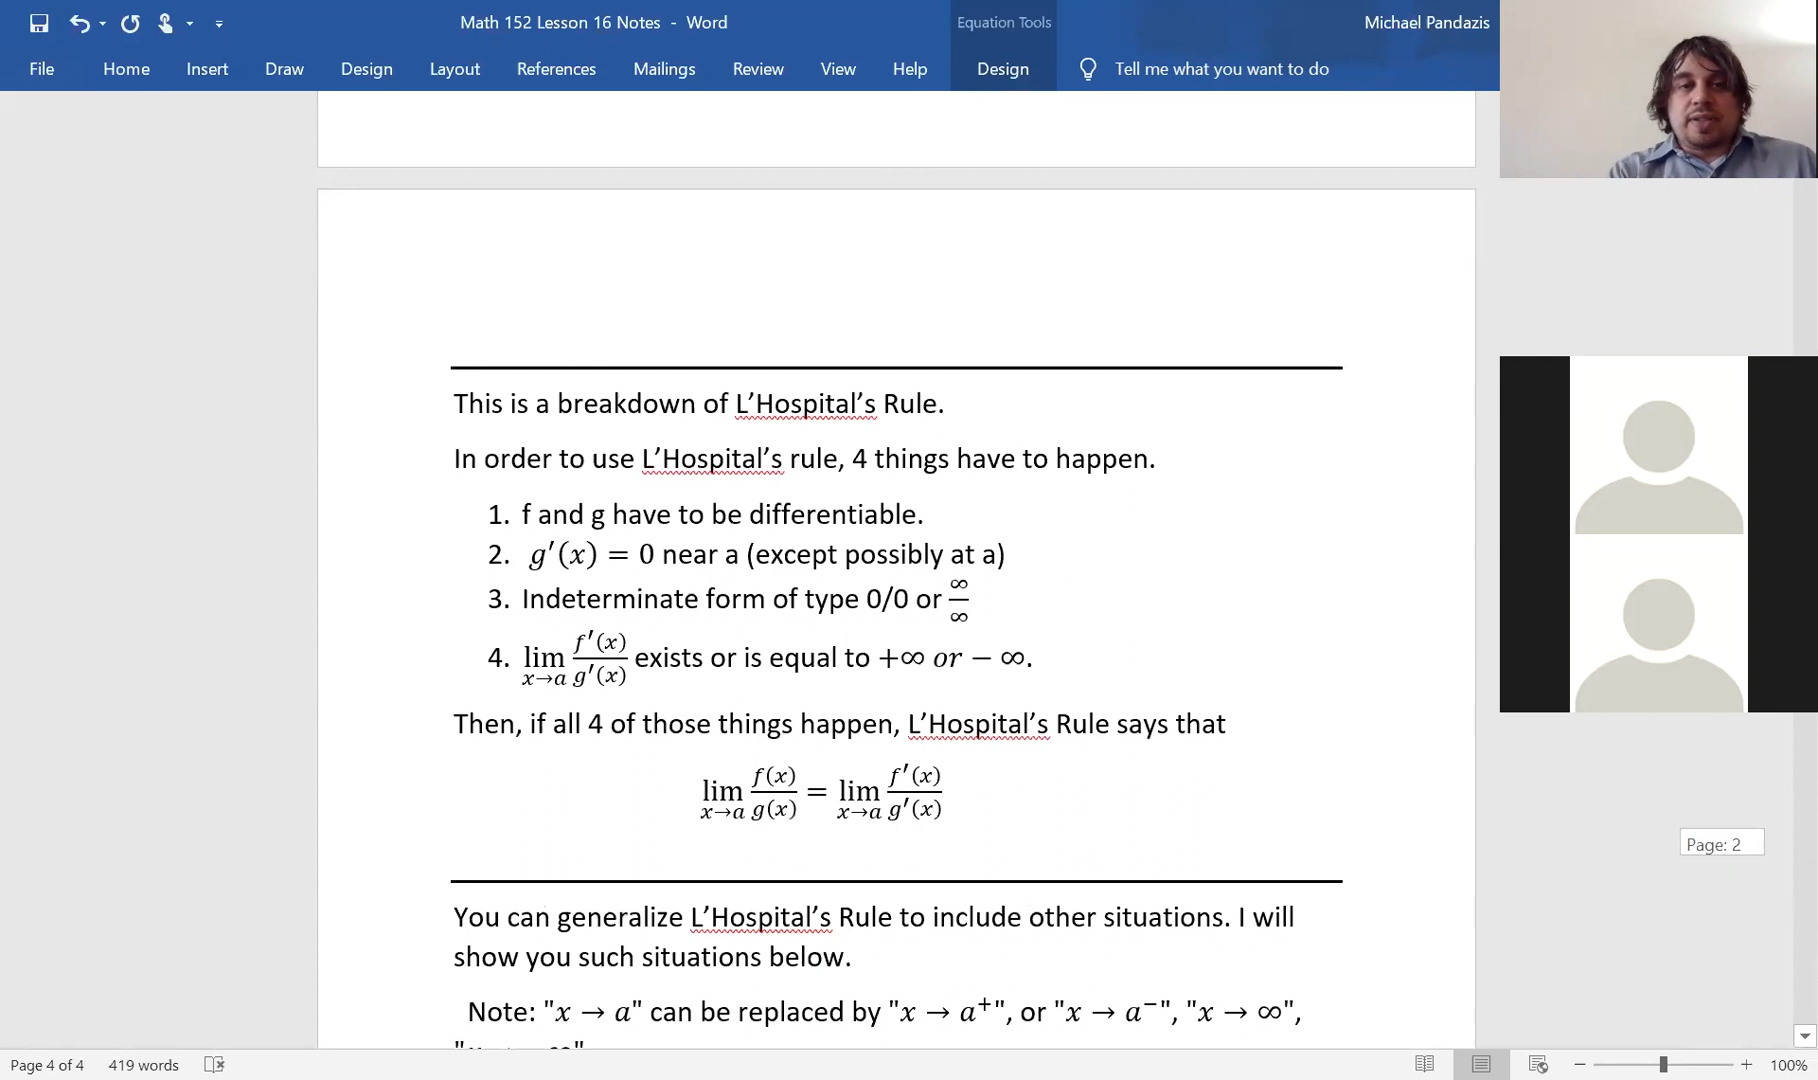 Math 152 Lesson 16 Notes - Word
Equation Tools
Michael Pandazis
File Home Insert Draw Design Layout References Mailings Review View Help Design Tell me what you want to do
This is a breakdown of L’Hospital’s Rule.
In order to use L’Hospital’s rule, 4 things have to happen.
1. f and g have to be differentiable.
2. g′(x) = 0 near a (except possibly at a)
3. Indeterminate form of type 0/0 or ∞/∞
4. lim x→a f′(x)/g′(x) exists or is equal to +∞ or − ∞.
Then, if all 4 of those things happen, L’Hospital’s Rule says that
lim x→a f(x)/g(x) = lim x→a f′(x)/g′(x)
Page: 2
You can generalize L’Hospital’s Rule to include other situations. I will
show you such situations below.
Note: "x → a" can be replaced by "x → a⁺", or "x → a⁻", "x → ∞",
Page 4 of 4 419 words 100%